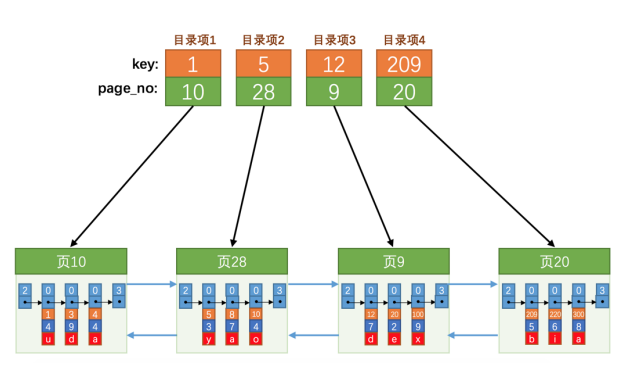 目录项1 目录项2 目录项3 目录项4
key: 1 5 12 209
page_no: 10 28 9 20
页10 页28 页9 页20
2 0 0 0 3 2 0 0 0 3 2 0 0 0 3 2 0 0 0 3
1 3 4 5 8 10 12 20 100 209 220 300
4 9 4 3 7 4 7 2 9 5 6 8
u d a y a o d e x b i a